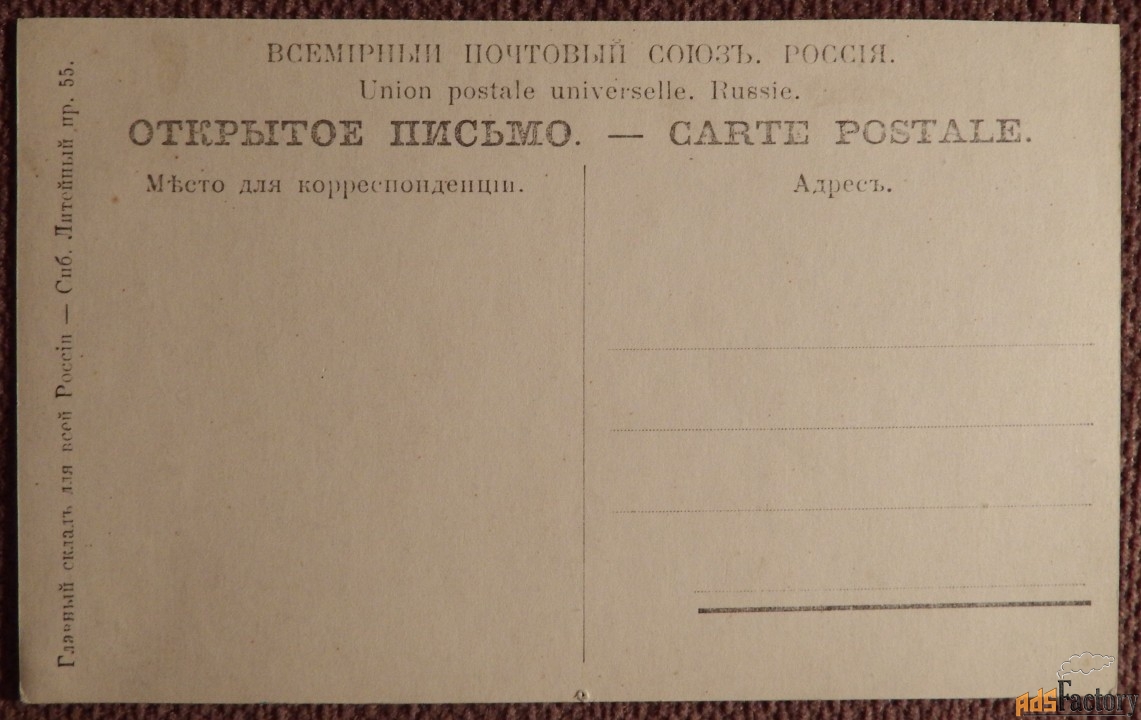 ВСЕМІРНЫЙ ПОЧТОВЫЙ СОЮЗЪ. РОССІЯ.
Union postale universelle. Russie.
ОТКРЫТОЕ ПИСЬМО. — CARTE POSTALE.
Мѣсто для корреспонденціи.
Адресъ.
Главный складъ для всей Россіи — Спб. Литейный пр. 55.
AdsFactory